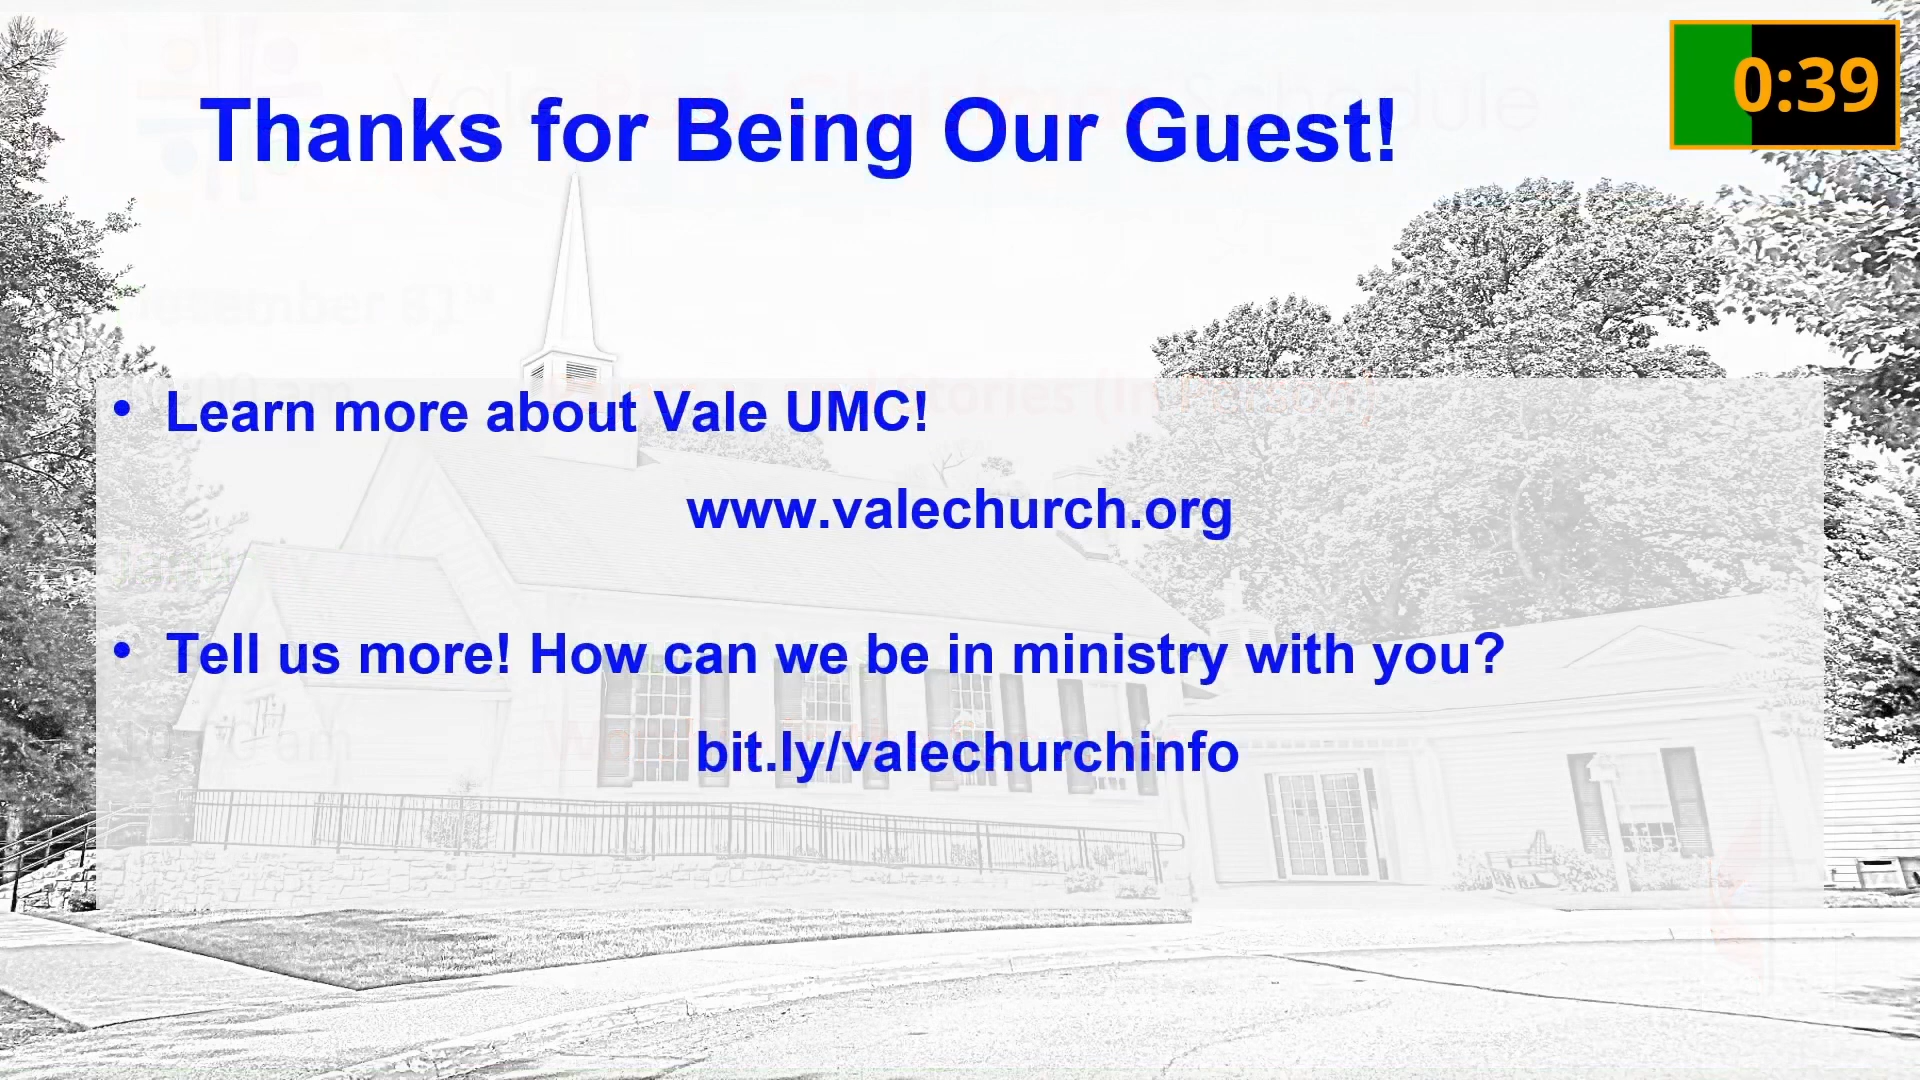 0:39
Thanks for Being Our Guest!
• Learn more about Vale UMC!
www.valechurch.org
• Tell us more! How can we be in ministry with you?
bit.ly/valechurchinfo